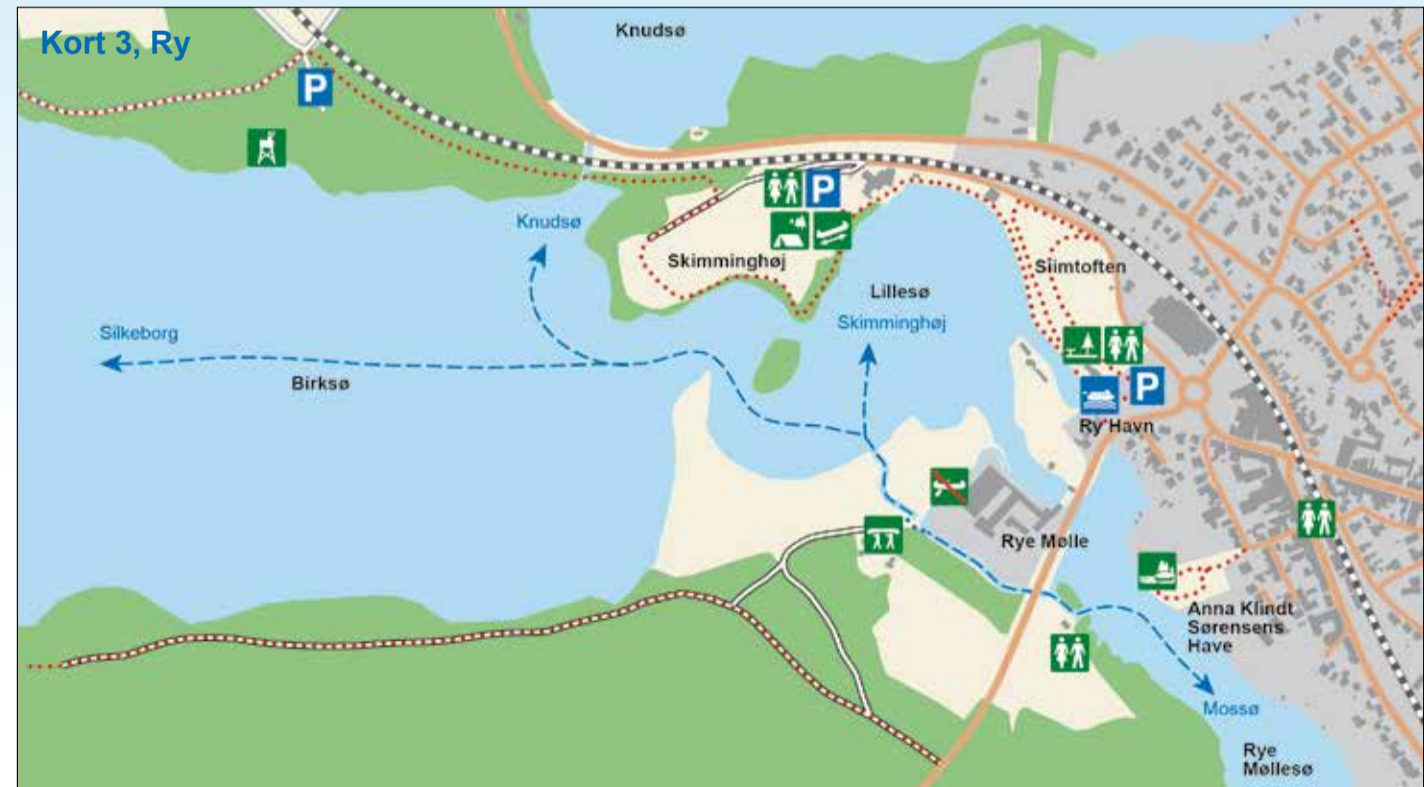 Kort 3, Ry
Knudsø
P
P
Knudsø
Skimminghøj
Siimtoften
Lillesø
Skimminghøj
Silkeborg
Birksø
P
Ry Havn
Rye Mølle
Anna Klindt
Sørensens
Have
Mossø
Rye
Møllesø